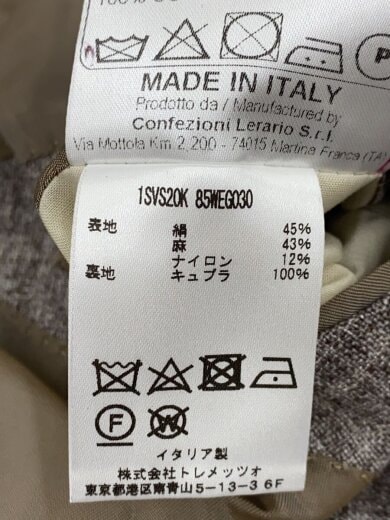 100%
P
MADE IN ITALY
Prodotto da / Manufactured by
Confezioni Lerario S.r.l.
Via Mottola Km 2,200 - 74015 Martina Franca (TA)
1SVS20K 85WEG030
表地 絹 45%
麻 43%
ナイロン 12%
裏地 キュプラ 100%
F W
イタリア製
株式会社トレメッツォ
東京都港区南青山5-13-3 6F